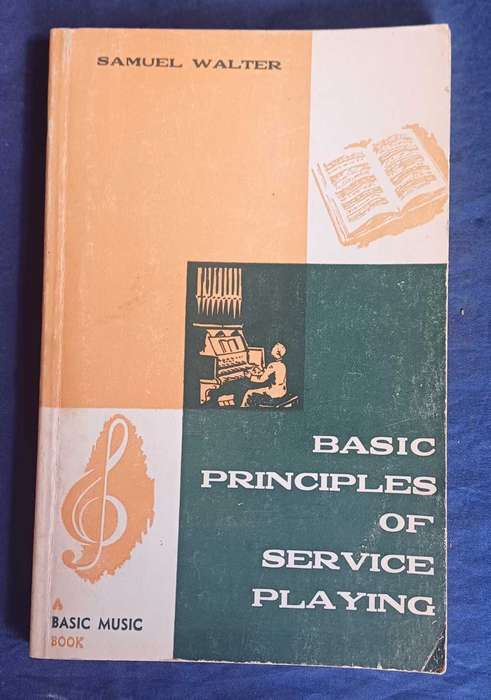 SAMUEL WALTER
BASIC
PRINCIPLES
OF
SERVICE
PLAYING
A
BASIC MUSIC
BOOK